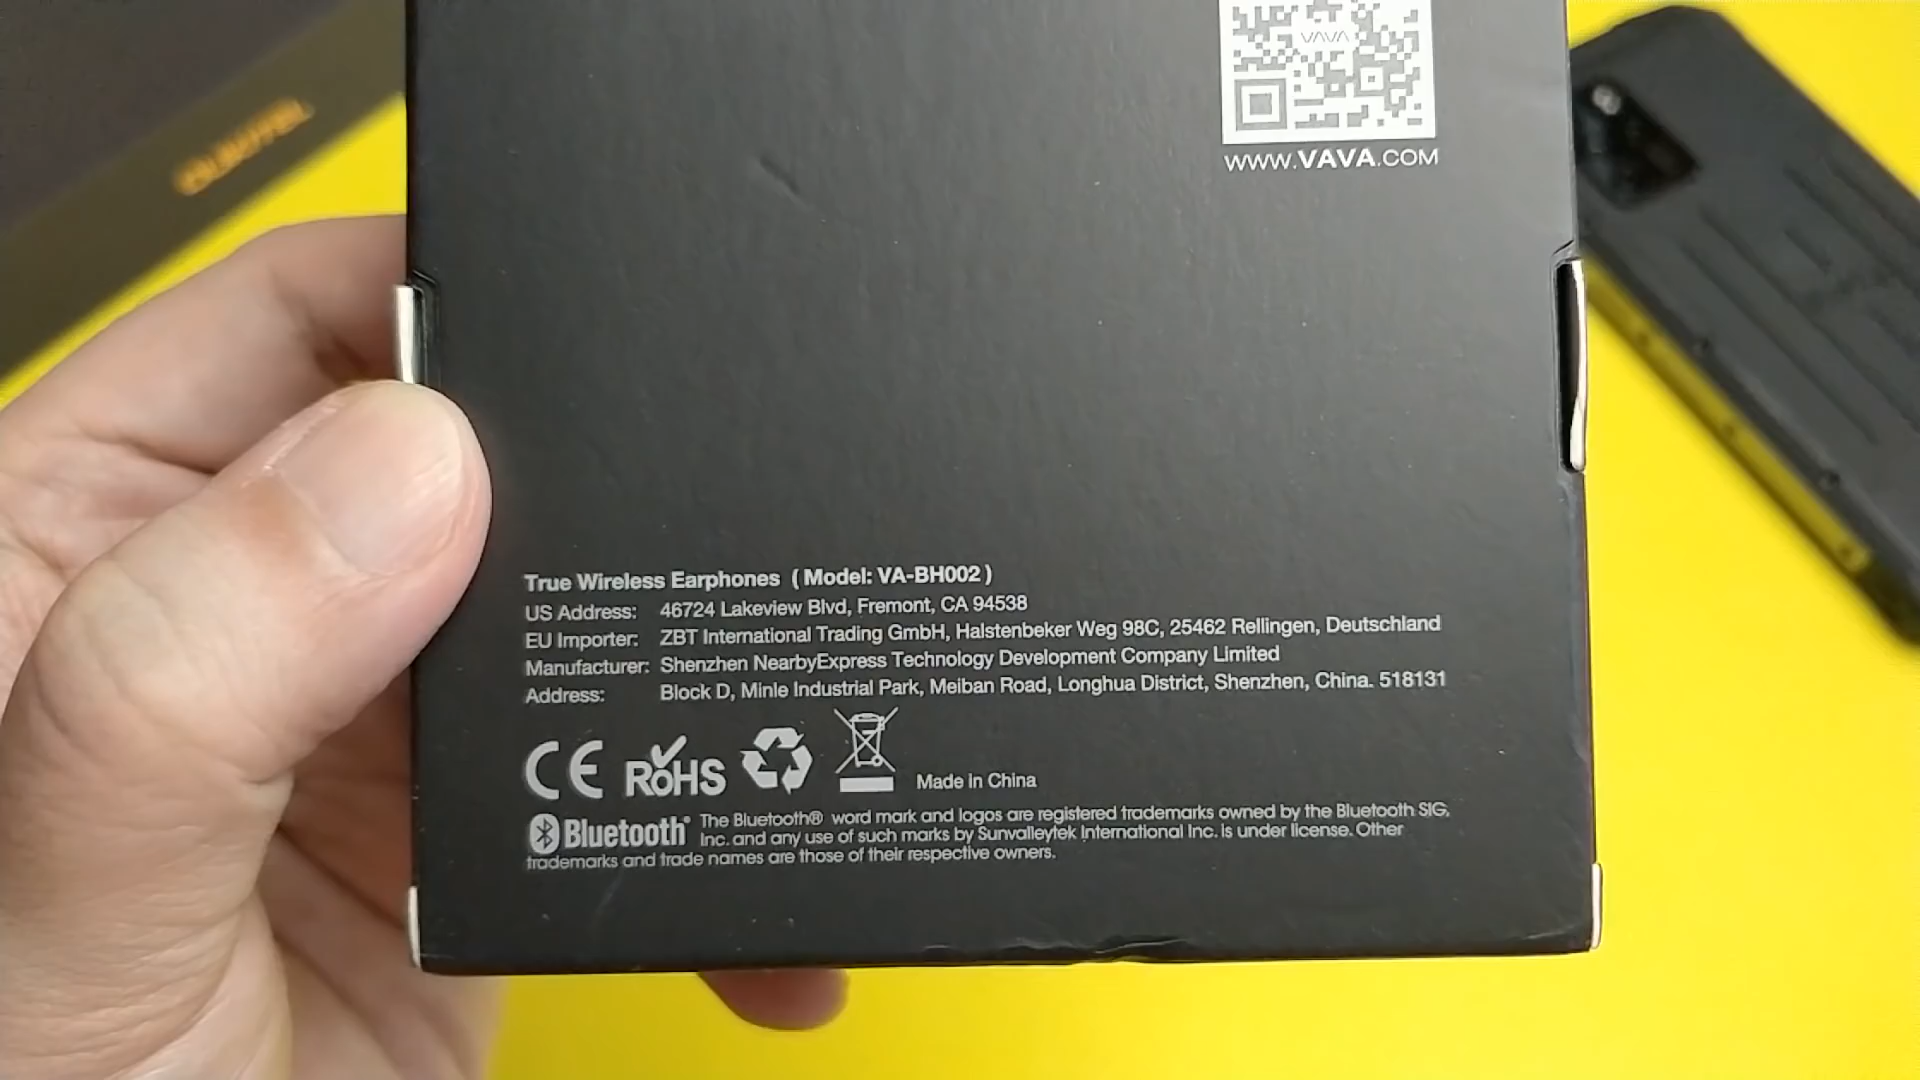 VAVA
WWW.VAVA.COM
OUKITEL
True Wireless Earphones ( Model: VA-BH002 )
US Address: 46724 Lakeview Blvd, Fremont, CA 94538
EU Importer: ZBT International Trading GmbH, Halstenbeker Weg 98C, 25462 Rellingen, Deutschland
Manufacturer: Shenzhen NearbyExpress Technology Development Company Limited
Address: Block D, Minle Industrial Park, Meiban Road, Longhua District, Shenzhen, China. 518131
CE RoHS Made in China
Bluetooth® The Bluetooth® word mark and logos are registered trademarks owned by the Bluetooth SIG,
Inc. and any use of such marks by Sunvalleytek International Inc. is under license. Other
trademarks and trade names are those of their respective owners.